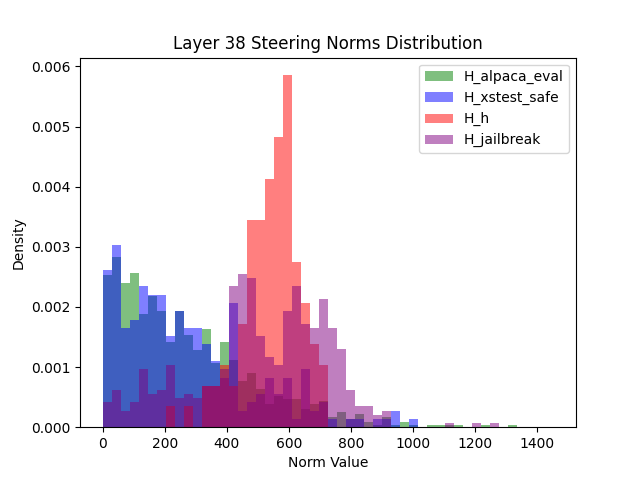 Layer 38 Steering Norms Distribution
H_alpaca_eval
H_xstest_safe
H_h
H_jailbreak
0.006
0.005
0.004
0.003
0.002
0.001
0.000
Density
0 200 400 600 800 1000 1200 1400
Norm Value